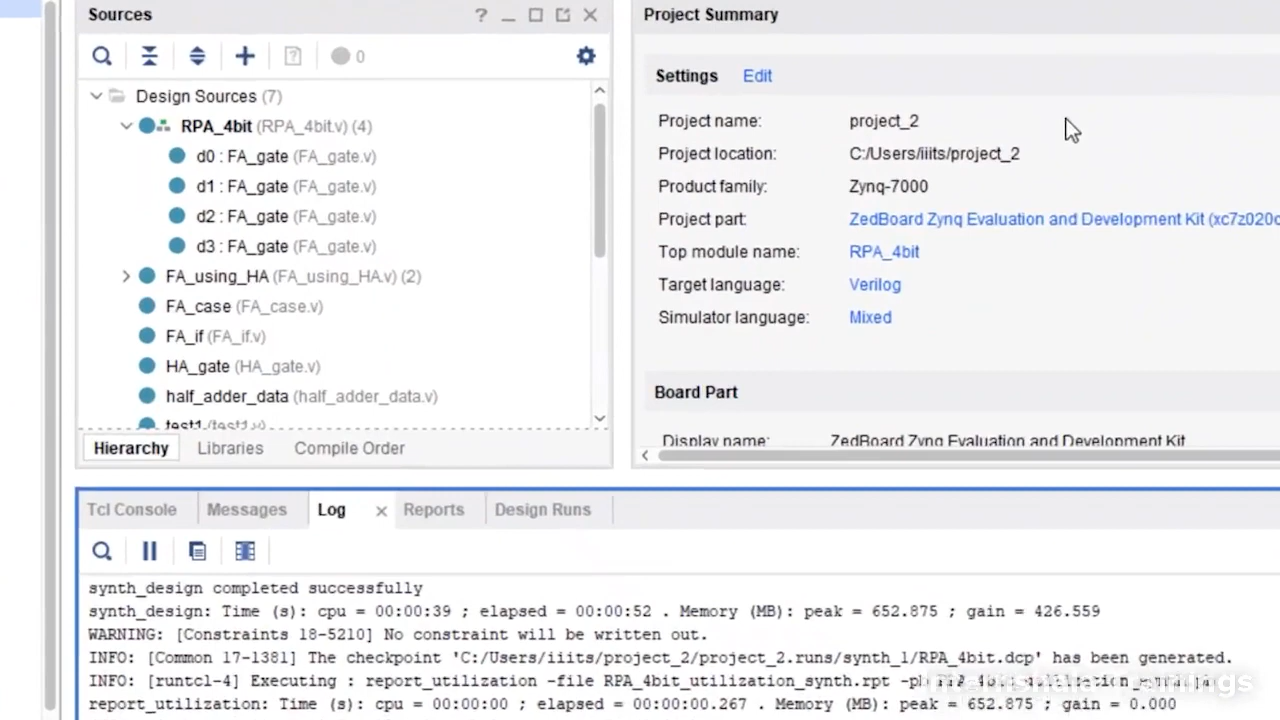 Sources
? 
0
Design Sources (7)
RPA_4bit (RPA_4bit.v) (4)
d0 : FA_gate (FA_gate.v)
d1 : FA_gate (FA_gate.v)
d2 : FA_gate (FA_gate.v)
d3 : FA_gate (FA_gate.v)
FA_using_HA (FA_using_HA.v) (2)
FA_case (FA_case.v)
FA_if (FA_if.v)
HA_gate (HA_gate.v)
half_adder_data (half_adder_data.v)
test1 (test1.v)
Hierarchy Libraries Compile Order
Project Summary
Settings Edit
Project name: project_2
Project location: C:/Users/iiits/project_2
Product family: Zynq-7000
Project part: ZedBoard Zynq Evaluation and Development Kit (xc7z020c
Top module name: RPA_4bit
Target language: Verilog
Simulator language: Mixed
Board Part
Display name: ZedBoard Zynq Evaluation and Development Kit
Tcl Console Messages Log Reports Design Runs
synth_design completed successfully
synth_design: Time (s): cpu = 00:00:39 ; elapsed = 00:00:52 . Memory (MB): peak = 652.875 ; gain = 426.559
WARNING: [Constraints 18-5210] No constraint will be written out.
INFO: [Common 17-1381] The checkpoint 'C:/Users/iiits/project_2/project_2.runs/synth_1/RPA_4bit.dcp' has been generated.
INFO: [runtcl-4] Executing : report_utilization -file RPA_4bit_utilization_synth.rpt
report_utilization: Time (s): cpu = 00:00:00 ; elapsed = 00:00:00.267 . Memory (MB): peak = 652.875 ; gain = 0.000
Internshala Trainings